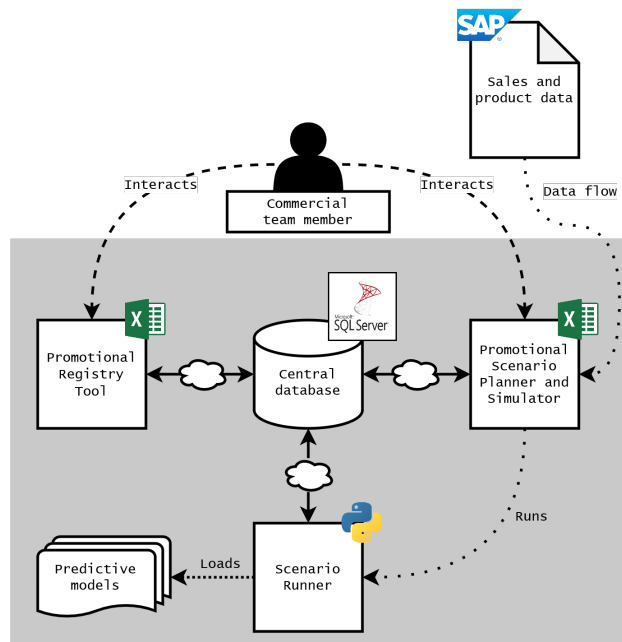 SAP
Sales and
product data
Interacts
Interacts
Data flow
Commercial
team member
Microsoft
SQL Server
X
X
Promotional
Registry
Tool
Central
database
Promotional
Scenario
Planner and
Simulator
Runs
Predictive
models
Loads
Scenario
Runner